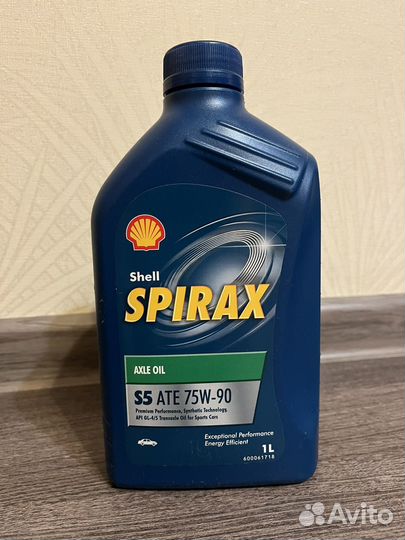 Shell
SPIRAX
AXLE OIL
S5 ATE 75W-90
Premium Performance, Synthetic Technology,
API GL-4/5 Transaxle Oil for Sports Cars
Exceptional Performance
Energy Efficient
1L
600061718
Avito